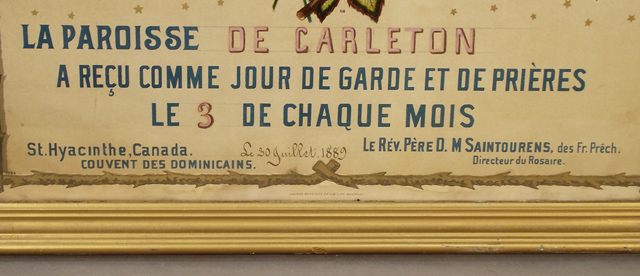 LA PAROISSE DE CARLETON
A REÇU COMME JOUR DE GARDE ET DE PRIÈRES
LE 3 DE CHAQUE MOIS
St. Hyacinthe, Canada. Le 30 Juillet, 1889 LE RÉV. PÈRE D. M SAINTOURENS, des Fr. Prêch.
COUVENT DES DOMINICAINS. Directeur du Rosaire.